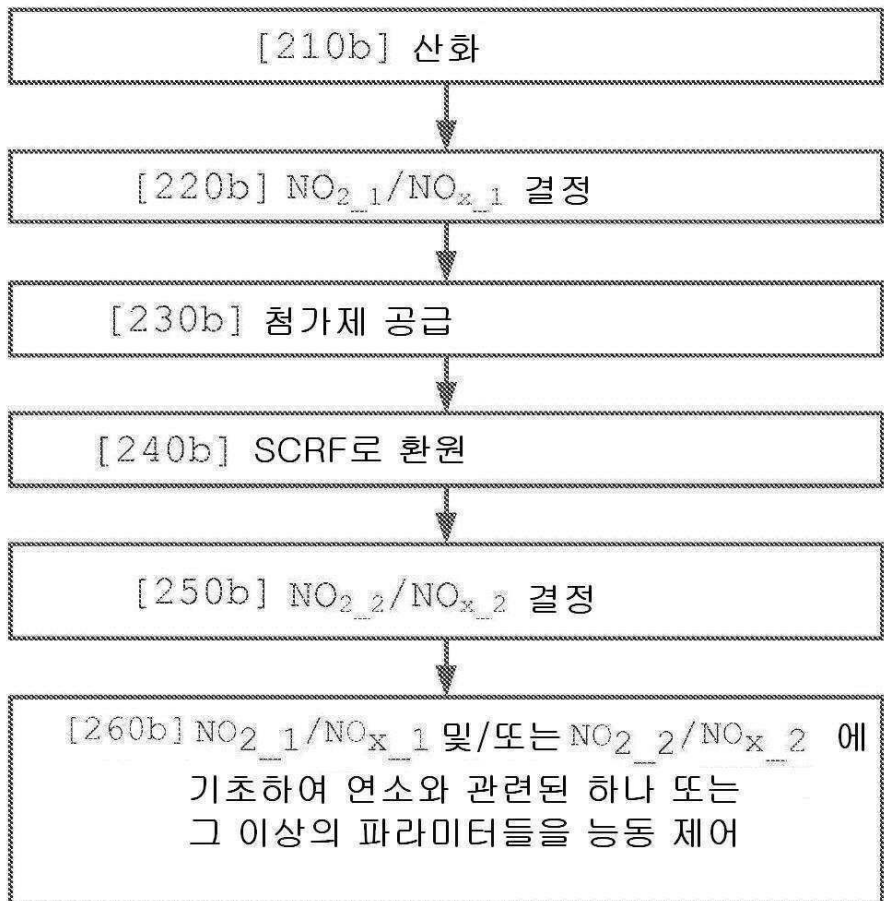 [210b] 산화
[220b] NO2_1/NOx_1 결정
[230b] 첨가제 공급
[240b] SCRF로 환원
[250b] NO2_2/NOx_2 결정
[260b] NO2_1/NOX_1 및/또는 NO2_2/NOX_2 에
기초하여 연소와 관련된 하나 또는
그 이상의 파라미터들을 능동 제어